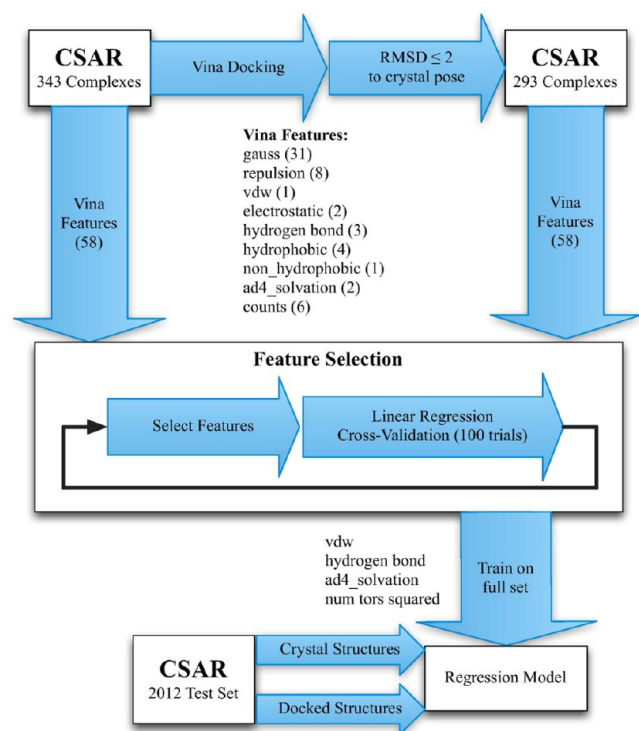 CSAR
343 Complexes
Vina Docking
RMSD ≤ 2
to crystal pose
CSAR
293 Complexes
Vina
Features
(58)
Vina Features:
gauss (31)
repulsion (8)
vdw (1)
electrostatic (2)
hydrogen bond (3)
hydrophobic (4)
non_hydrophobic (1)
ad4_solvation (2)
counts (6)
Vina
Features
(58)
Feature Selection
Select Features
Linear Regression
Cross-Validation (100 trials)
vdw
hydrogen bond
ad4_solvation
num tors squared
Train on
full set
CSAR
2012 Test Set
Crystal Structures
Docked Structures
Regression Model